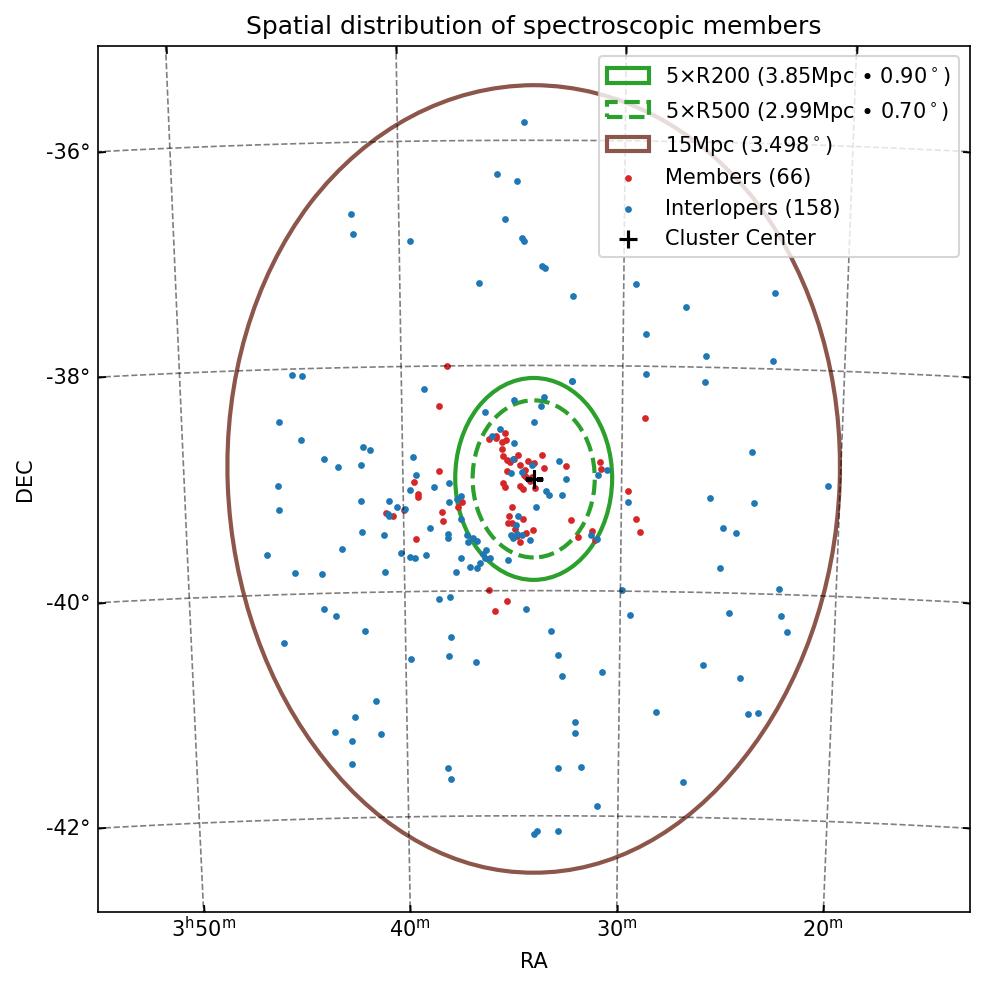 Spatial distribution of spectroscopic members
5×R200 (3.85Mpc • 0.90°)
5×R500 (2.99Mpc • 0.70°)
15Mpc (3.498°)
Members (66)
Interlopers (158)
Cluster Center
-36°
-38°
-40°
-42°
DEC
3ʰ50ᵐ 40ᵐ 30ᵐ 20ᵐ
RA